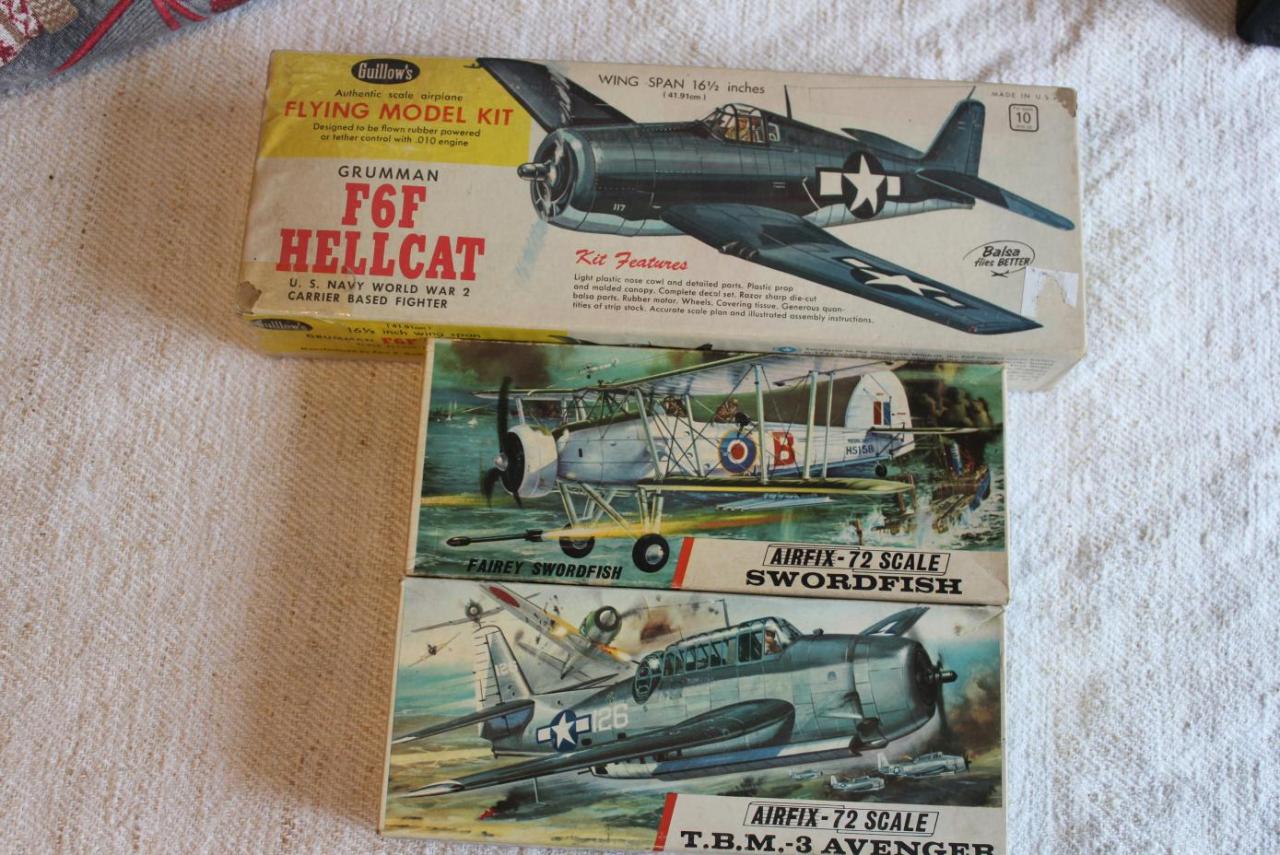 Guillow's
Authentic scale airplane
FLYING MODEL KIT
Designed to be flown rubber powered
or tether control with .010 engine
WING SPAN 16½ inches
(41.91cm)
MADE IN U.S.
10
GRUMMAN
F6F
HELLCAT
U. S. NAVY WORLD WAR 2
CARRIER BASED FIGHTER
117
Kit Features
Light plastic nose cowl and detailed parts. Plastic prop
and molded canopy. Complete decal set. Razor sharp die-cut
balsa parts. Rubber motor. Wheels. Covering tissue. Generous quan-
tities of strip stock. Accurate scale plan and illustrated assembly instructions.
Balsa
flies BETTER
Guillow's
(41.91cm)
16½ inch wing span
GRUMMAN F6F
B
HS158
FAIREY SWORDFISH
AIRFIX-72 SCALE
SWORDFISH
126
AIRFIX-72 SCALE
T.B.M.-3 AVENGER